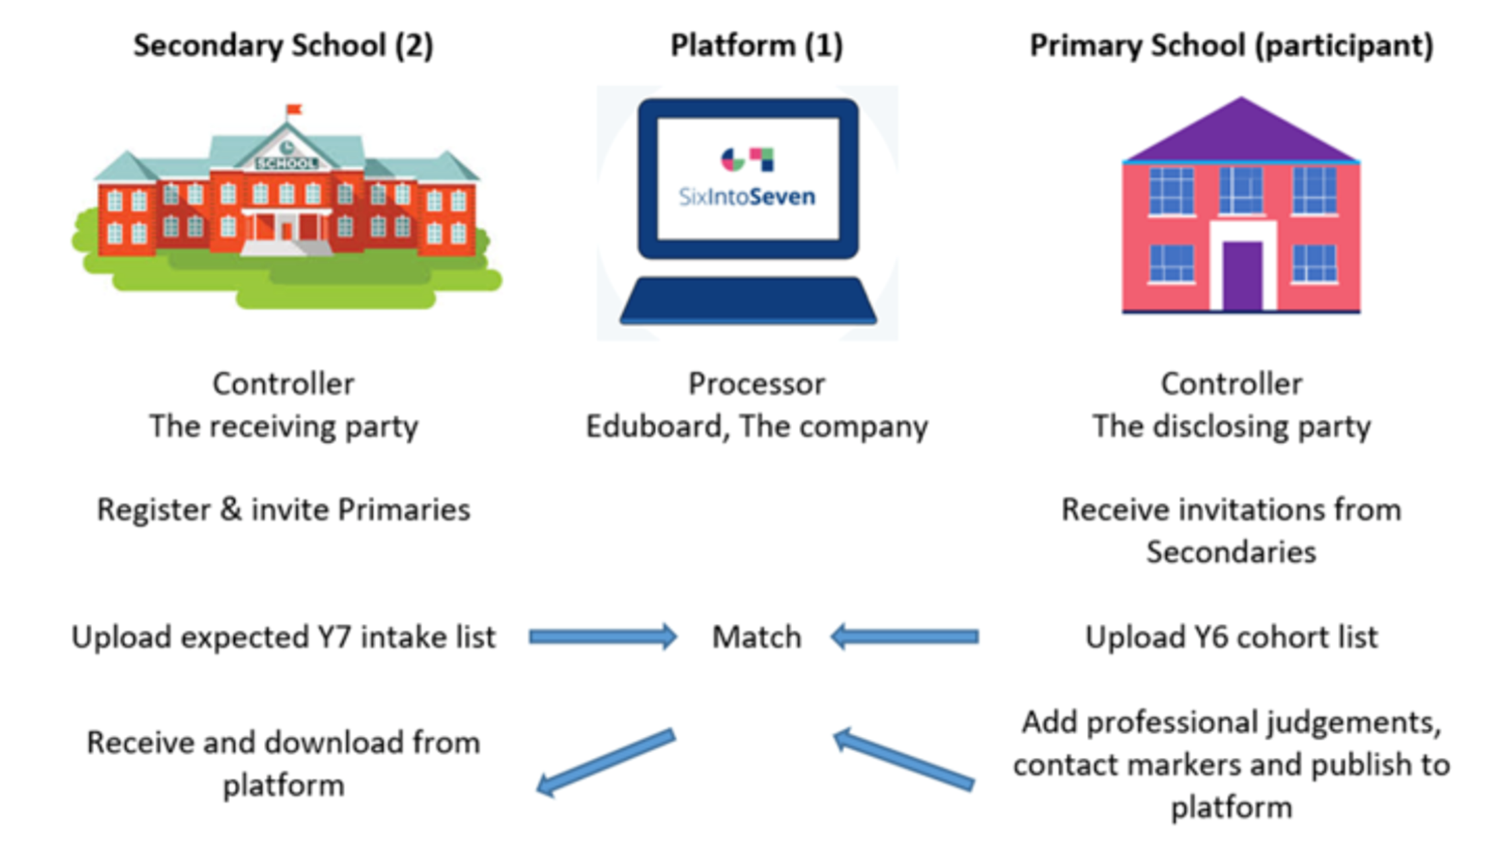 Secondary School (2)
Platform (1)
Primary School (participant)
SCHOOL
SixIntoSeven
Controller
The receiving party
Processor
Eduboard, The company
Controller
The disclosing party
Register & invite Primaries
Receive invitations from
Secondaries
Upload expected Y7 intake list
Match
Upload Y6 cohort list
Receive and download from
platform
Add professional judgements,
contact markers and publish to
platform